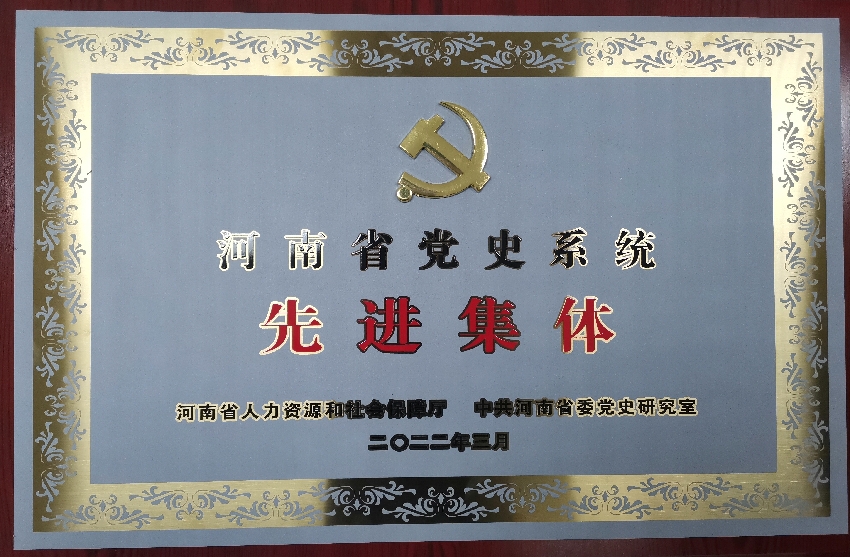 河南省党史系统
先进集体
河南省人力资源和社会保障厅 中共河南省委党史研究室
二〇二二年三月